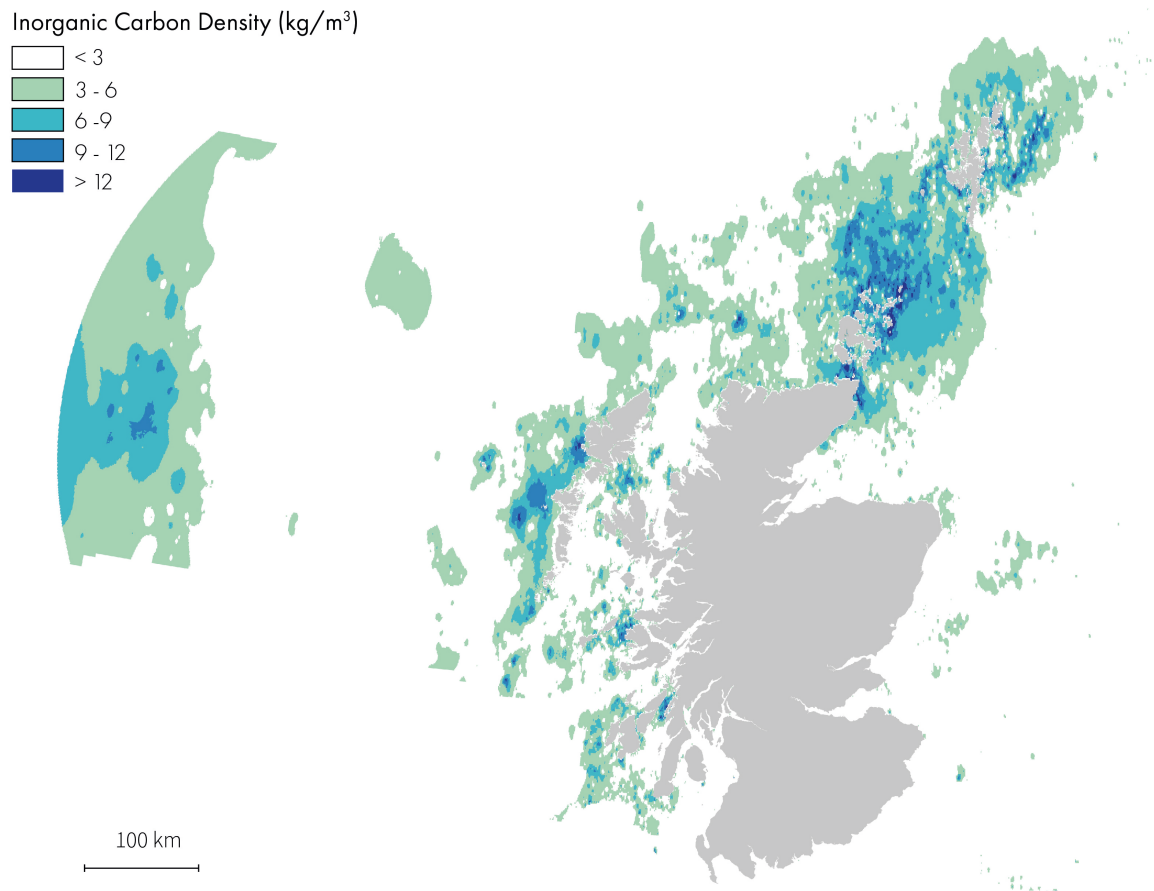 Inorganic Carbon Density (kg/m³)
< 3
3 - 6
6 -9
9 - 12
> 12
100 km